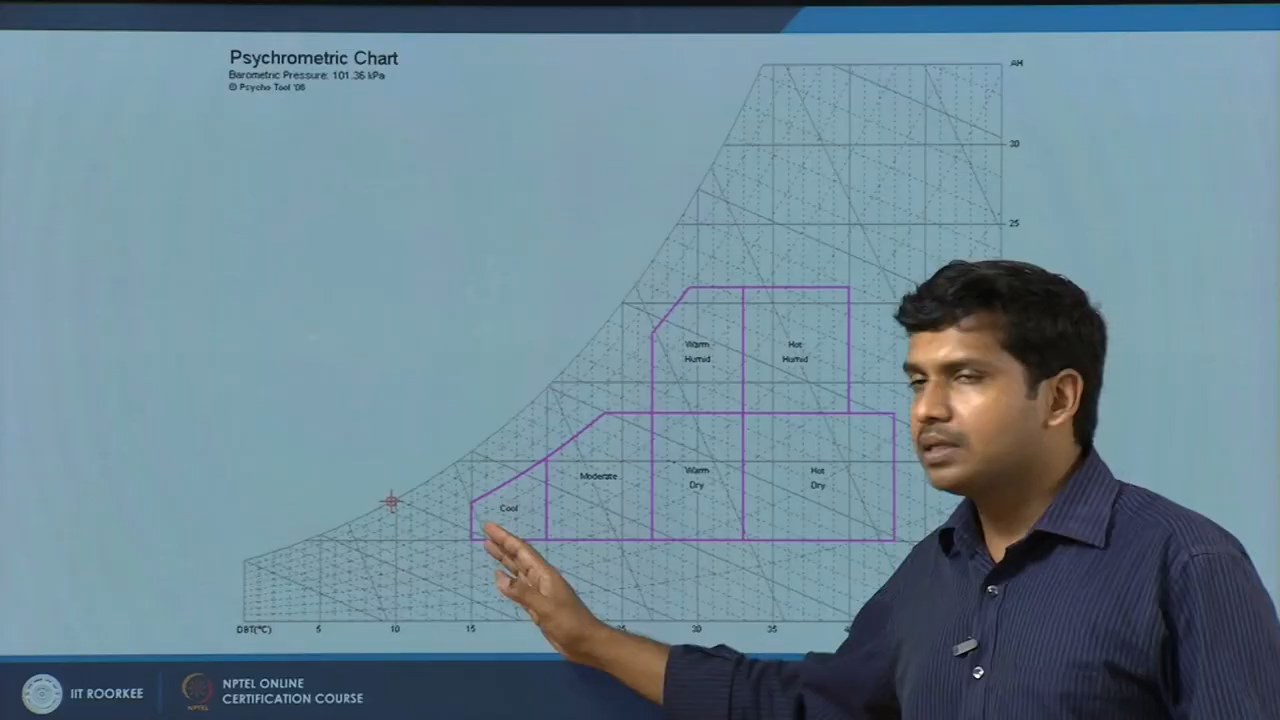 Psychrometric Chart
Barometric Pressure: 101.36 kPa
© Psycho Tool '06
AH
30
25
Warm
Humid
Hot
Humid
Moderate
Warm
Dry
Hot
Dry
Cool
DBT(°C)
5
10
15
30
35
IIT ROORKEE
NPTEL ONLINE
CERTIFICATION COURSE
NPTEL